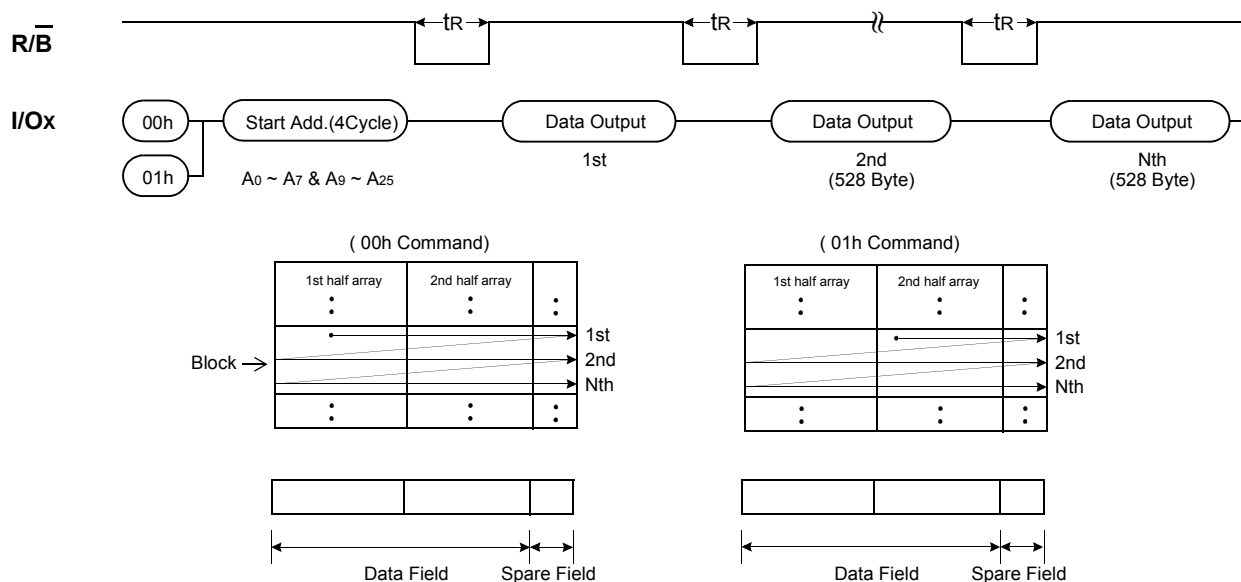 R/B tR tR tR
I/Ox 00h Start Add.(4Cycle) Data Output Data Output Data Output
01h A0 ~ A7 & A9 ~ A25 1st 2nd Nth
(528 Byte) (528 Byte)
( 00h Command) ( 01h Command)
1st half array 2nd half array 1st half array 2nd half array
1st 1st
Block 2nd 2nd
Nth Nth
Data Field Spare Field Data Field Spare Field